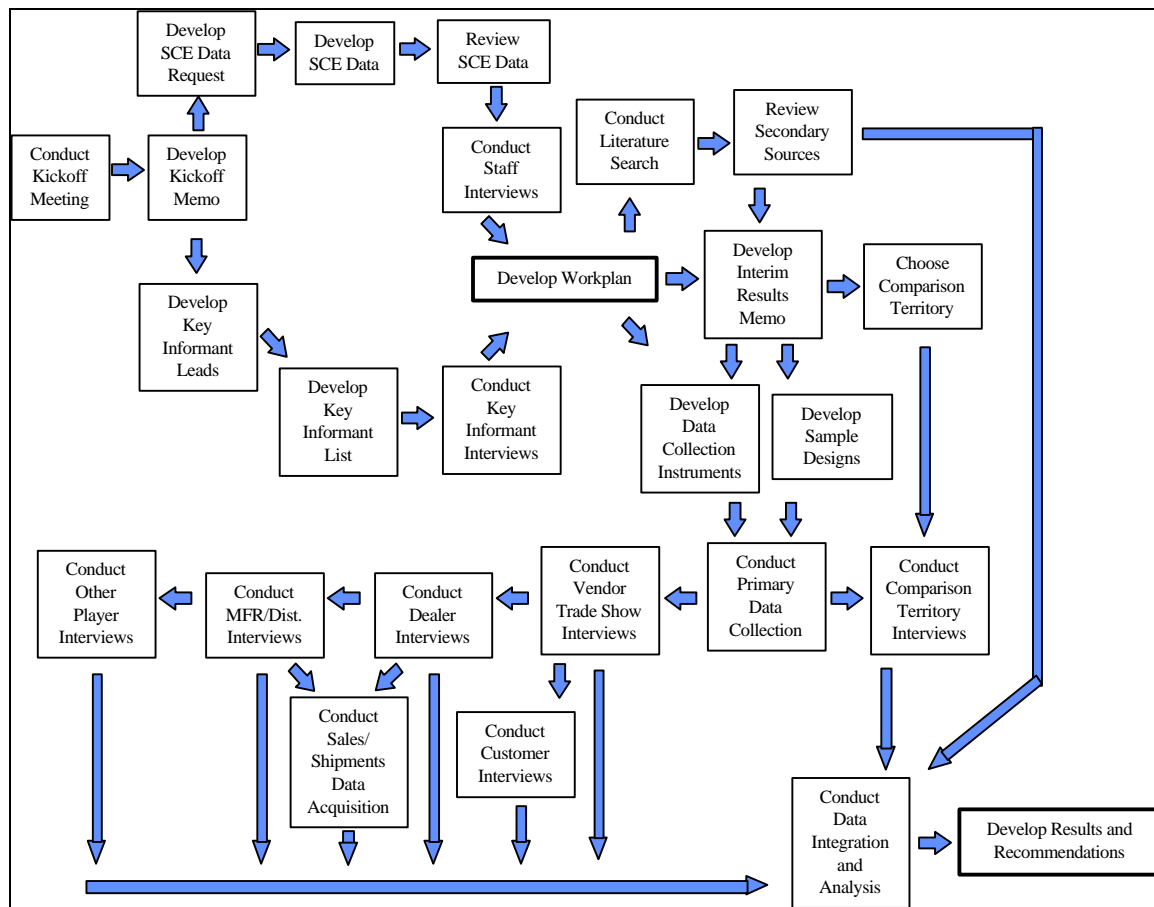 Develop
SCE Data
Request
Develop
SCE Data
Review
SCE Data
Conduct
Kickoff
Meeting
Develop
Kickoff
Memo
Conduct
Staff
Interviews
Conduct
Literature
Search
Review
Secondary
Sources
Develop
Key
Informant
Leads
Develop Workplan
Develop
Interim
Results
Memo
Choose
Comparison
Territory
Develop
Key
Informant
List
Conduct
Key
Informant
Interviews
Develop
Data
Collection
Instruments
Develop
Sample
Designs
Conduct
Other
Player
Interviews
Conduct
MFR/Dist.
Interviews
Conduct
Dealer
Interviews
Conduct
Vendor
Trade Show
Interviews
Conduct
Primary
Data
Collection
Conduct
Comparison
Territory
Interviews
Conduct
Sales/
Shipments
Data
Acquisition
Conduct
Customer
Interviews
Conduct
Data
Integration
and
Analysis
Develop Results and
Recommendations